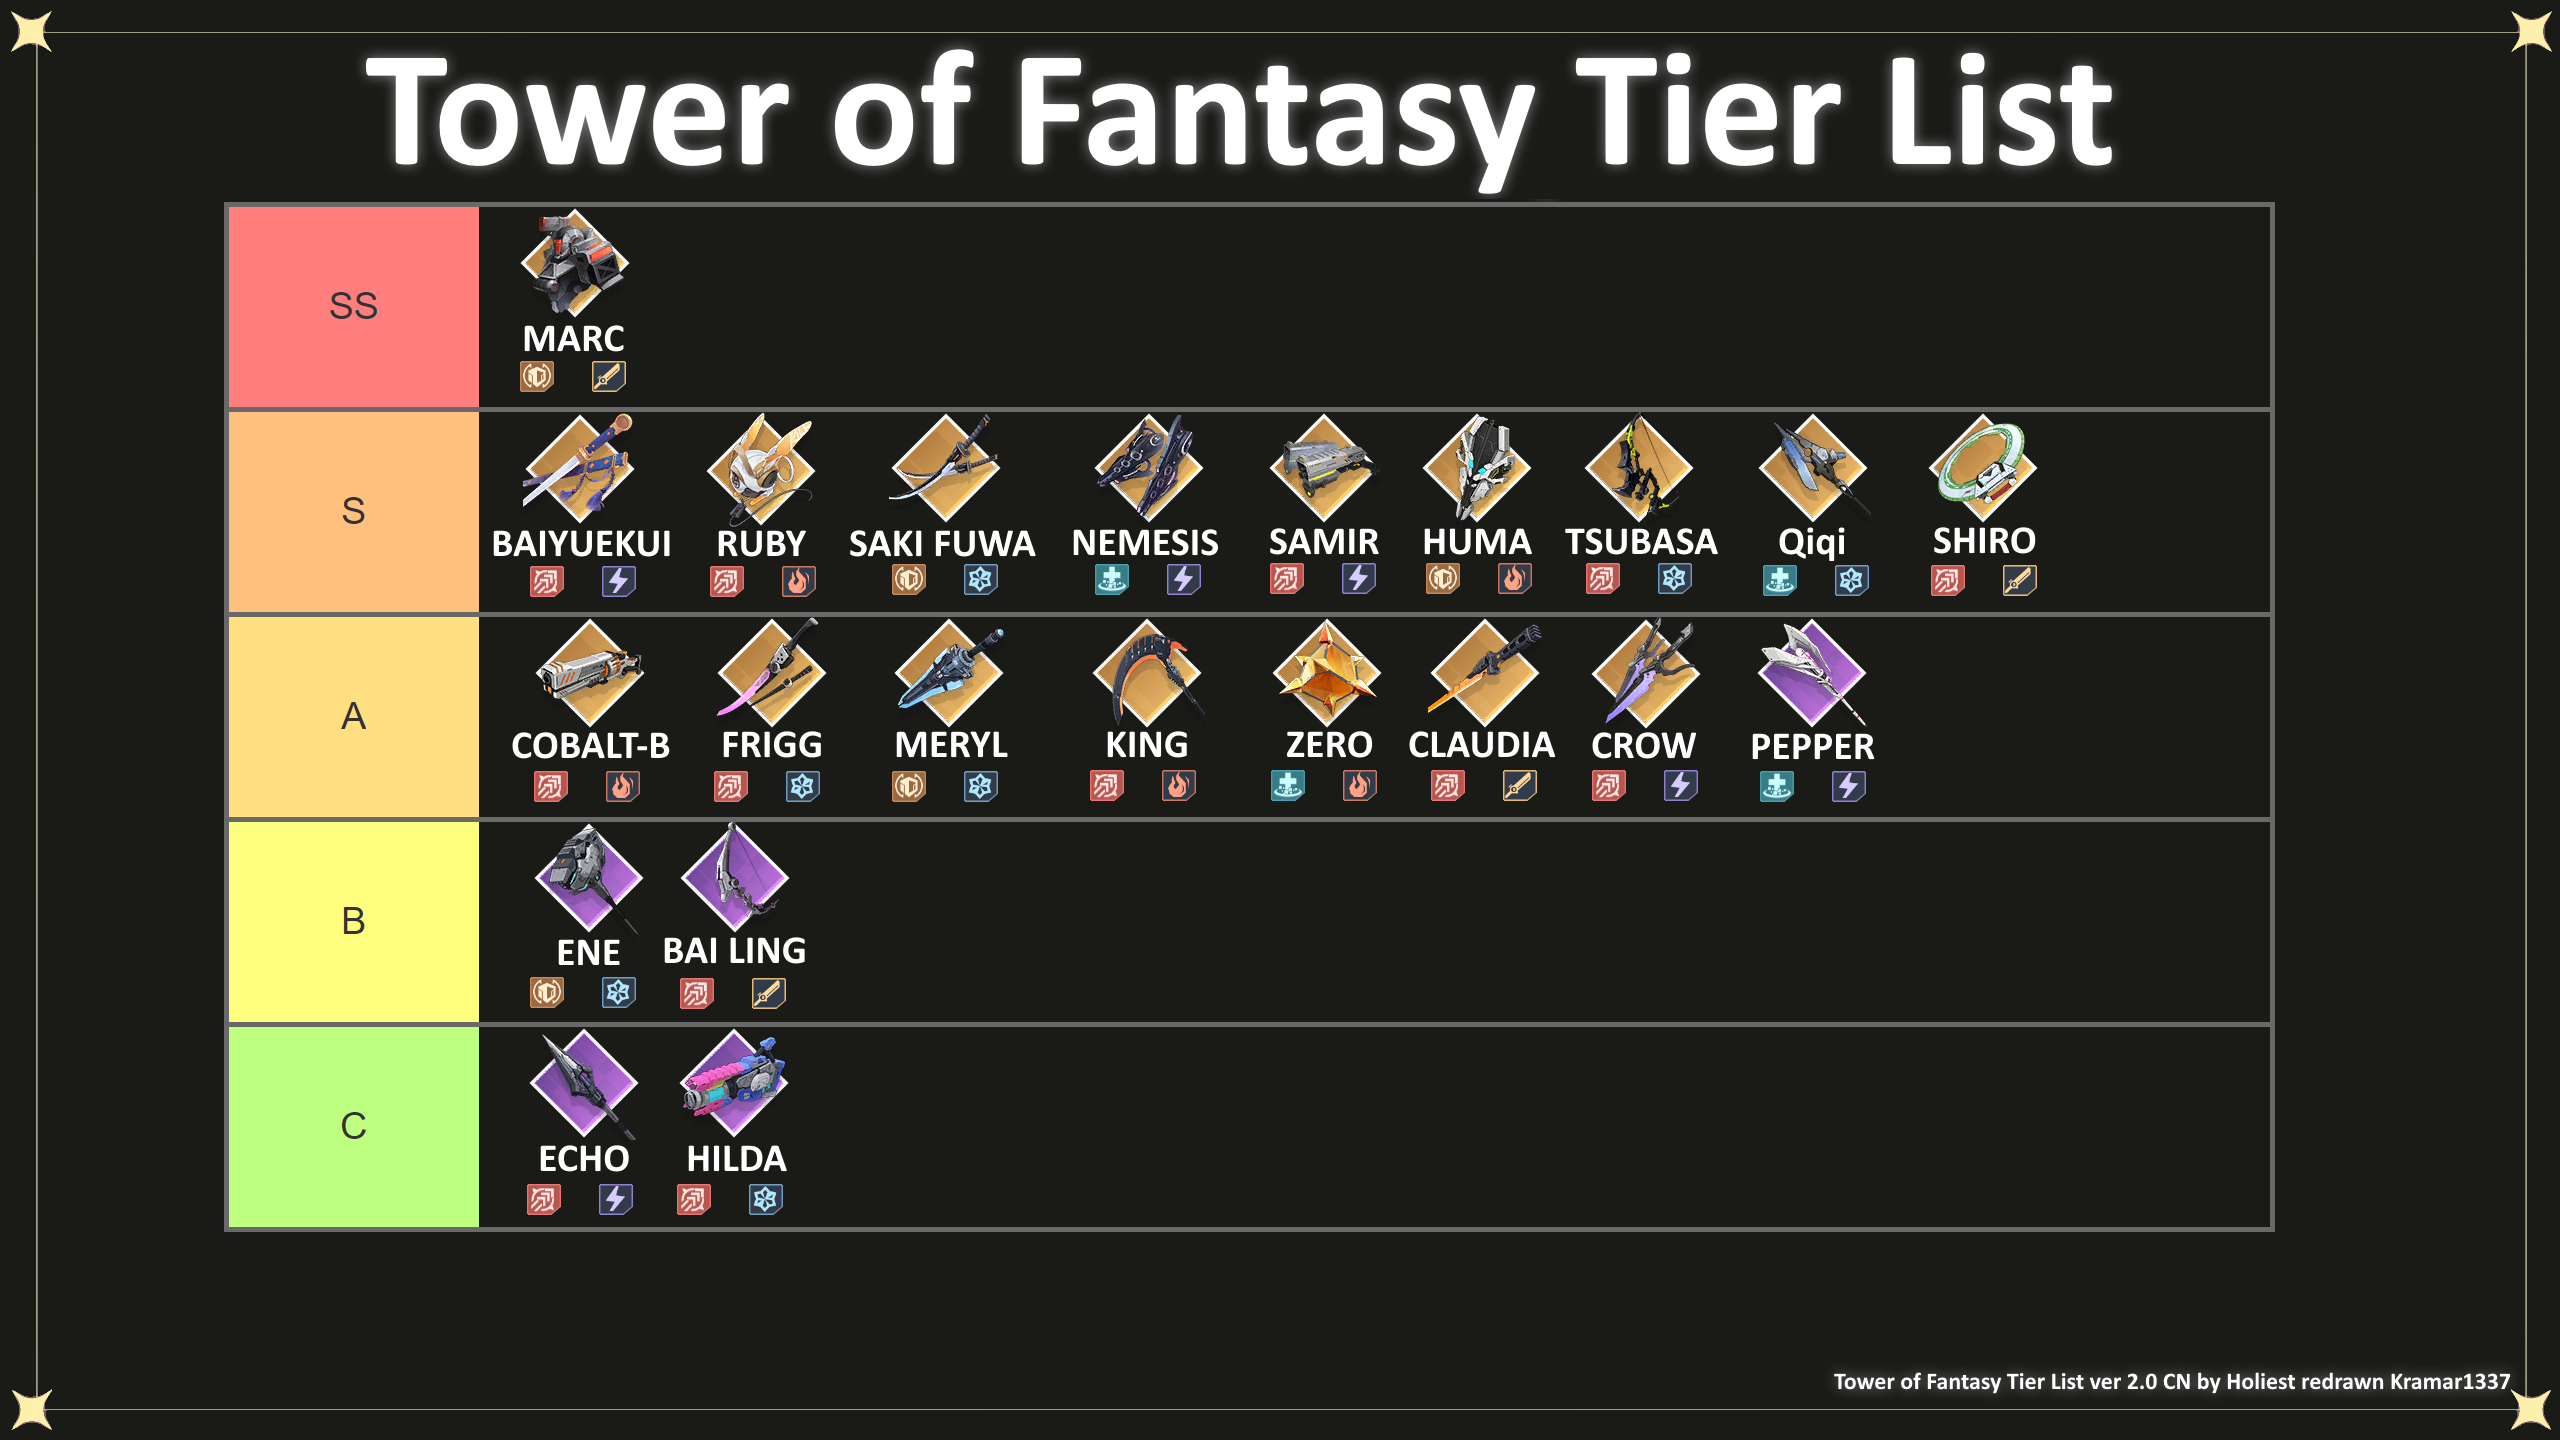 Tower of Fantasy Tier List
SS
MARC
S
BAIYUEKUI RUBY SAKI FUWA NEMESIS SAMIR HUMA TSUBASA Qiqi SHIRO
A
COBALT-B FRIGG MERYL KING ZERO CLAUDIA CROW PEPPER
B
ENE BAI LING
C
ECHO HILDA
Tower of Fantasy Tier List ver 2.0 CN by Holiest redrawn Kramar1337